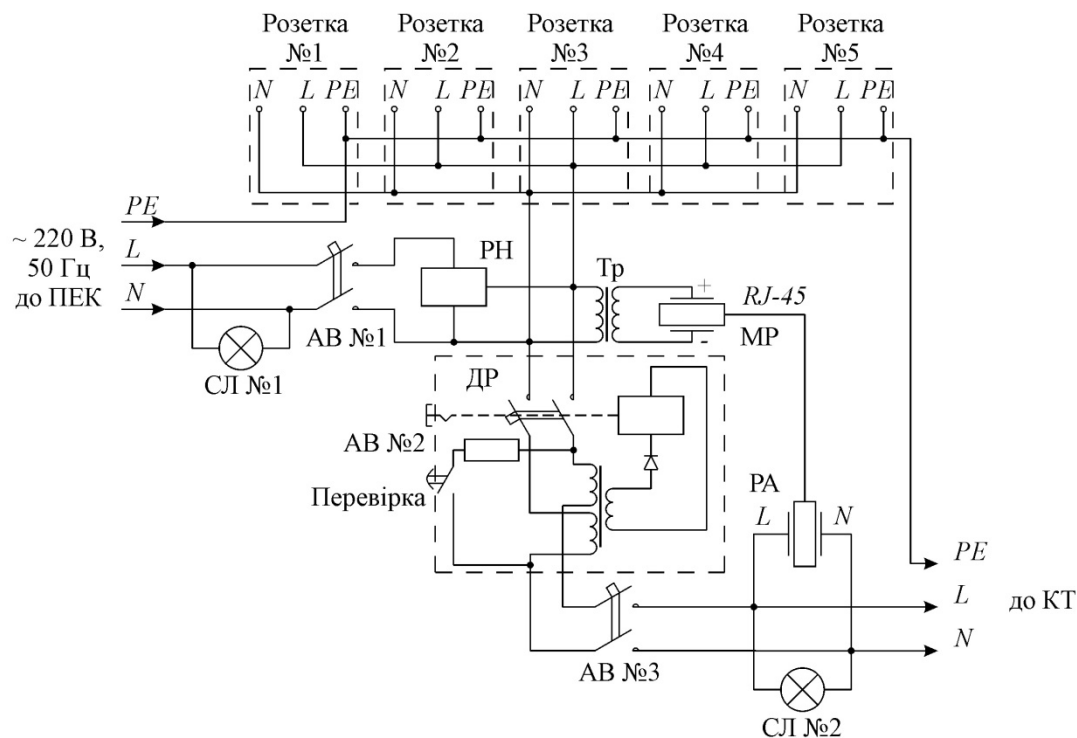 Розетка №1
Розетка №2
Розетка №3
Розетка №4
Розетка №5
N L PE N L PE N L PE N L PE N L PE
PE
~ 220 В,
50 Гц
до ПЕК
L
N
АВ №1
СЛ №1
РН
Тр
+
-
RJ-45
МР
ДР
АВ №2
Перевірка
РА
L N
PE
L до КТ
N
АВ №3
СЛ №2